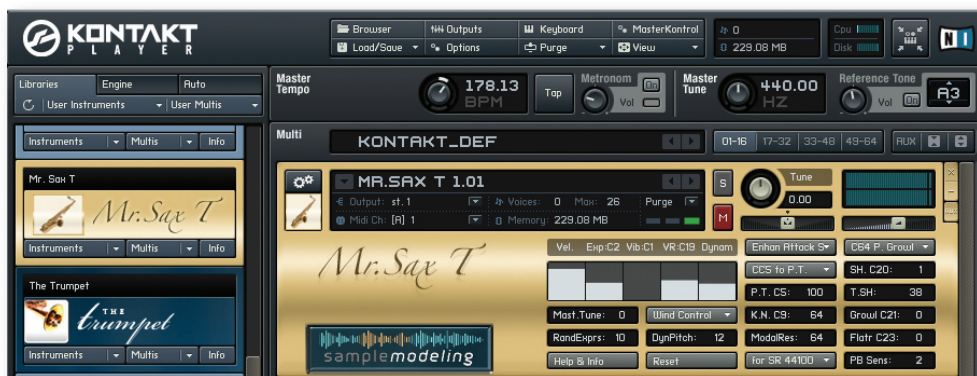 KONTAKT
PLAYER
Browser Outputs Keyboard MasterKontrol
Load/Save Options Purge View
0
229.08 MB
Cpu
Disk
NI
Libraries Engine Auto
User Instruments User Multis
Instruments Multis Info
Mr. Sax T
Mr. Sax T
Instruments Multis Info
The Trumpet
THE
trumpet
Instruments Multis Info
Master
Tempo
178.13
BPM
Tap
Metronom On
Vol
Master
Tune
440.00
HZ
Reference Tone
Vol On
A3
Multi
KONTAKT_DEF
01-16 17-32 33-48 49-64 AUX
MR.SAX T 1.01
Output: st. 1 Voices: 0 Max: 26 Purge
Midi Ch: [A] 1 Memory: 229.08 MB
S
M
Tune
0.00
Mr. Sax T
samplemodeling
Vel. Exp:C2 Vib:C1 VR:C19 Dynam
Mast.Tune: 0 Wind Control
RandExprs: 10 DynPitch: 12
Help & Info Reset
Enhan Attack S
CC5 to P.T.
P.T. C5: 100
K.N. C9: 64
ModalRes: 64
for SR 44100
C64 P. Growl
SH. C20: 1
T.SH: 38
Growl C21: 0
Flatr C23: 0
PB Sens: 2